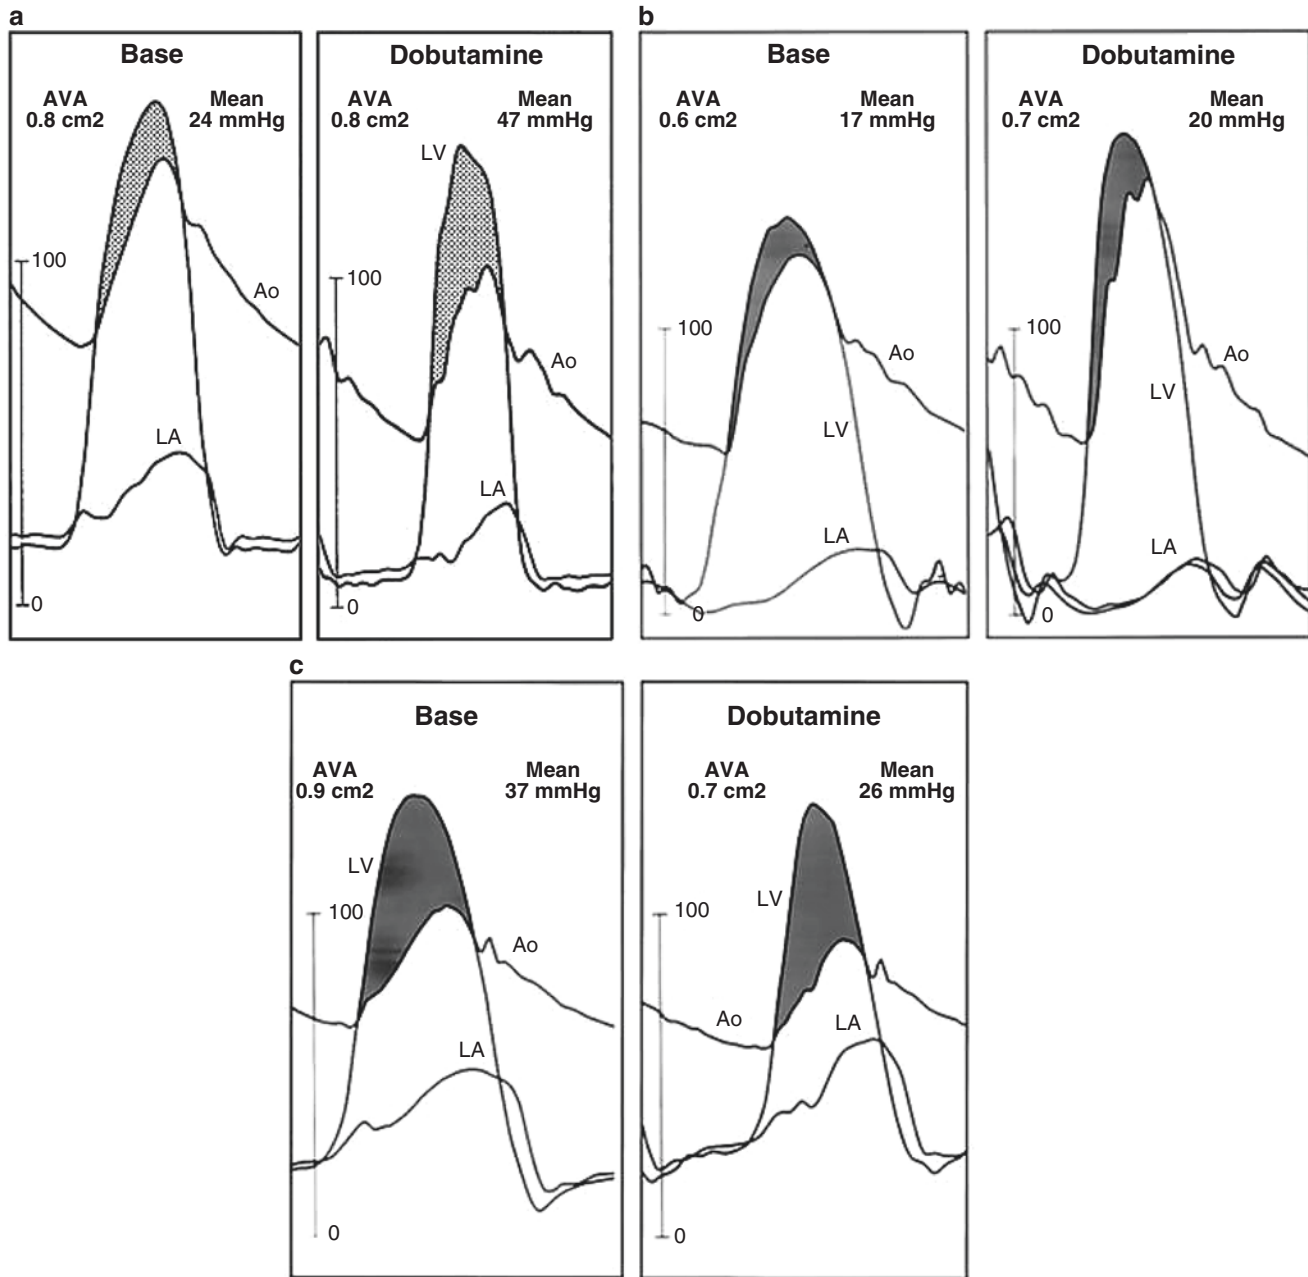 a
Base
AVA
0.8 cm2
Mean
24 mmHg
100
Ao
LA
0
Dobutamine
AVA
0.8 cm2
Mean
47 mmHg
LV
100
Ao
LA
0
b
Base
AVA
0.6 cm2
Mean
17 mmHg
100
Ao
LV
LA
0
Dobutamine
AVA
0.7 cm2
Mean
20 mmHg
100
Ao
LV
LA
0
c
Base
AVA
0.9 cm2
Mean
37 mmHg
LV
100
Ao
LA
0
Dobutamine
AVA
0.7 cm2
Mean
26 mmHg
LV
100
Ao
LA
0